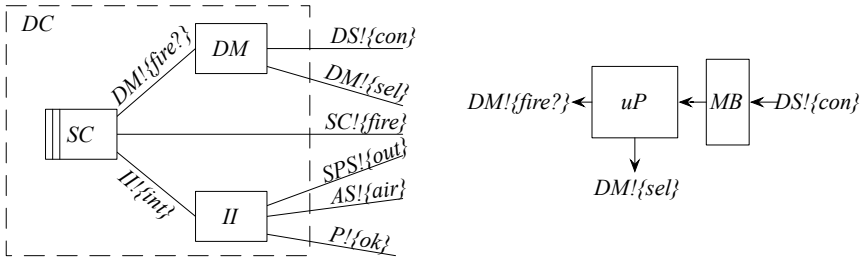 DC
DM!{fire?}
DM
DS!{con}
DM!{sel}
SC
SC!{fire}
II!{int}
II
SPS!{out}
AS!{air}
P!{ok}
DM!{fire?}
uP
MB
DS!{con}
DM!{sel}